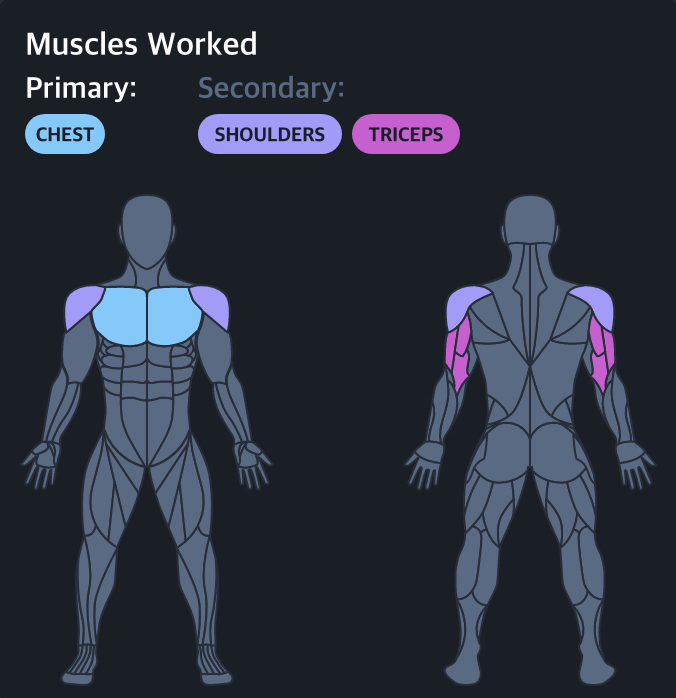 Muscles Worked
Primary:
Secondary:
CHEST
SHOULDERS
TRICEPS